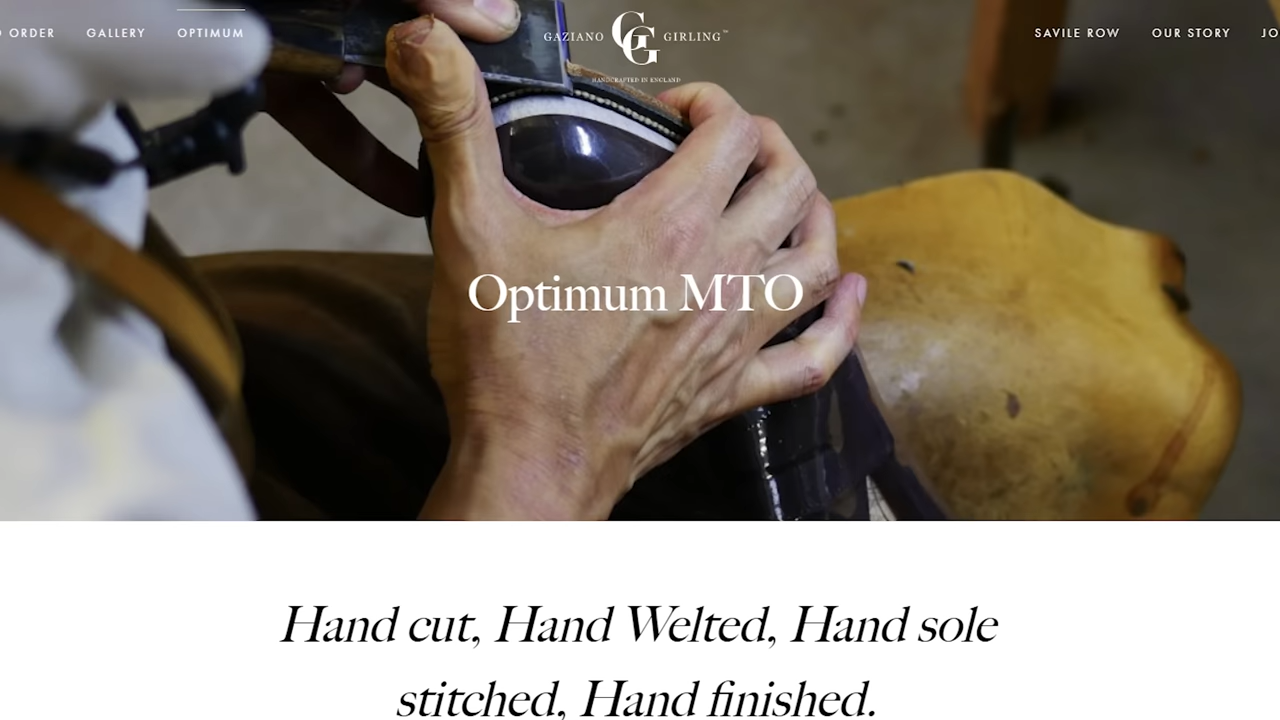 ORDER GALLERY OPTIMUM GAZIANO GG GIRLING SAVILE ROW OUR STORY
HANDCRAFTED IN ENGLAND
Optimum MTO
Hand cut, Hand Welted, Hand sole
stitched, Hand finished.